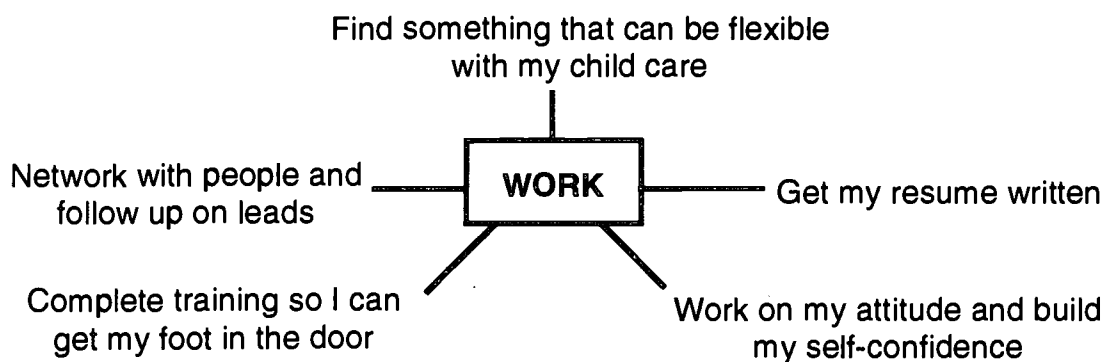 Find something that can be flexible
with my child care
Network with people and
follow up on leads
WORK
Get my resume written
Complete training so I can
get my foot in the door
Work on my attitude and build
my self-confidence